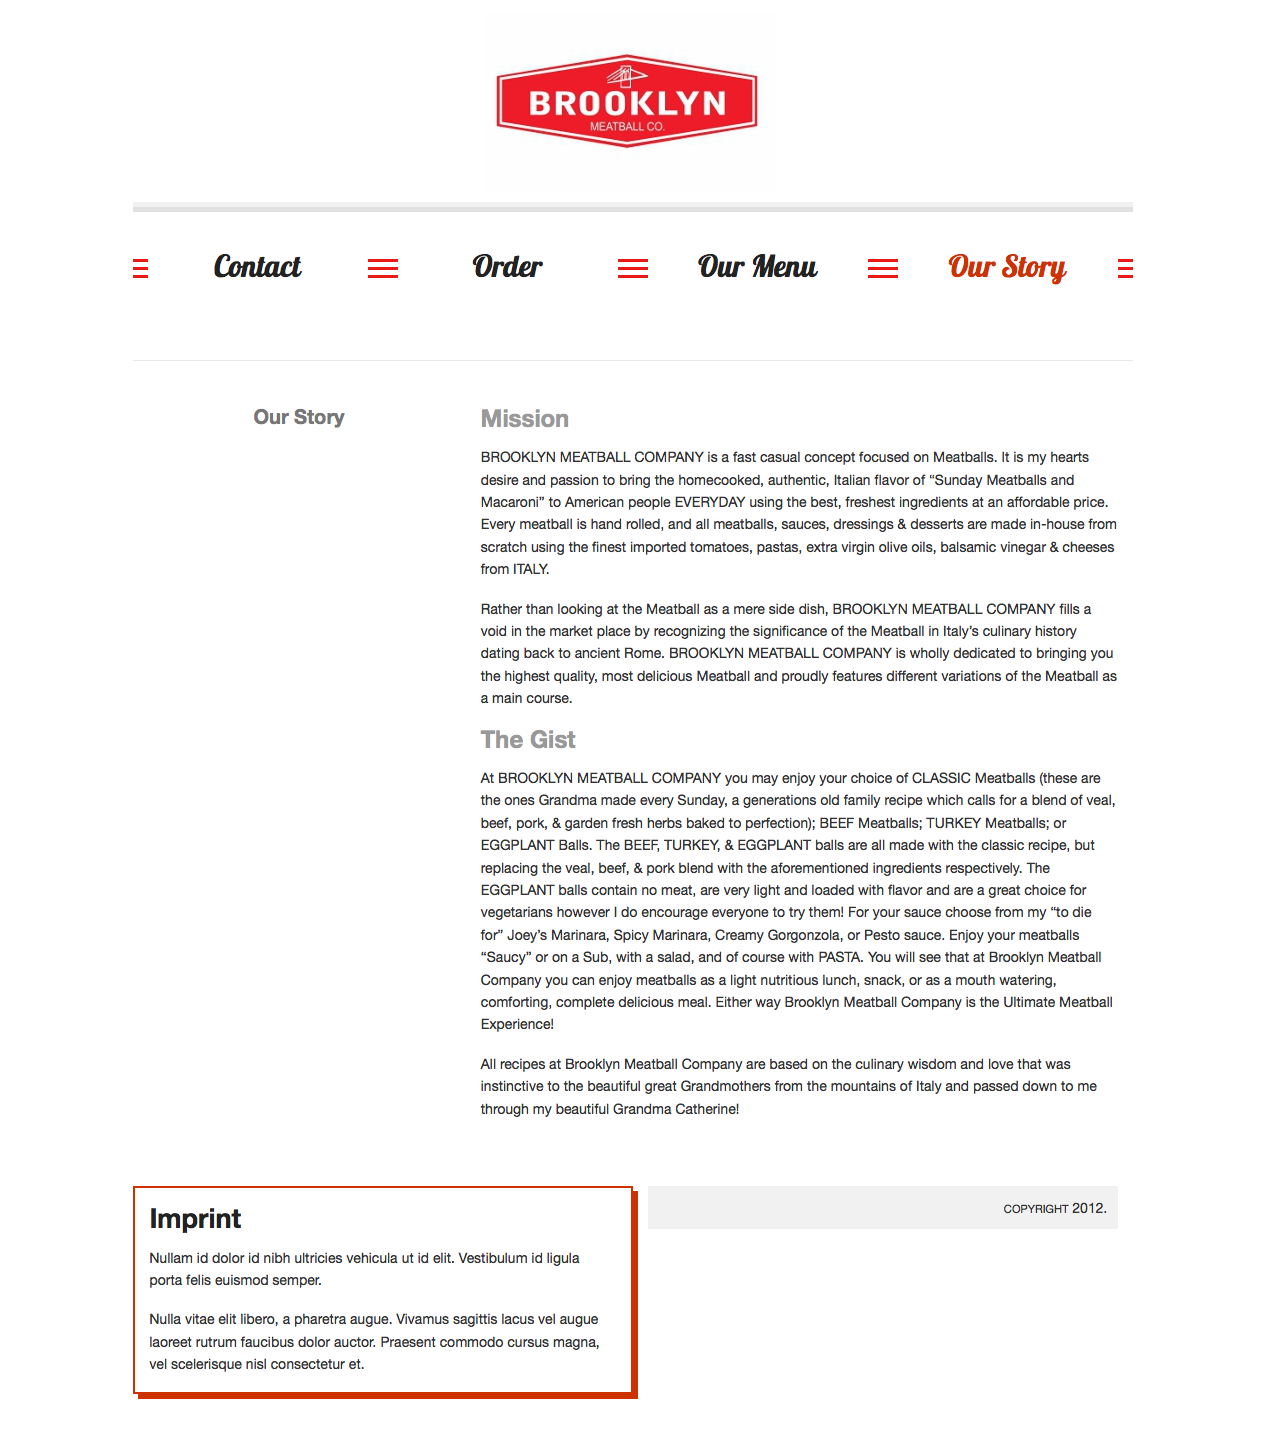 BROOKLYN
MEATBALL CO.
Contact
Order
Our Menu
Our Story
Our Story
Mission
BROOKLYN MEATBALL COMPANY is a fast casual concept focused on Meatballs. It is my hearts
desire and passion to bring the homecooked, authentic, Italian flavor of “Sunday Meatballs and
Macaroni” to American people EVERYDAY using the best, freshest ingredients at an affordable price.
Every meatball is hand rolled, and all meatballs, sauces, dressings & desserts are made in-house from
scratch using the finest imported tomatoes, pastas, extra virgin olive oils, balsamic vinegar & cheeses
from ITALY.
Rather than looking at the Meatball as a mere side dish, BROOKLYN MEATBALL COMPANY fills a
void in the market place by recognizing the significance of the Meatball in Italy’s culinary history
dating back to ancient Rome. BROOKLYN MEATBALL COMPANY is wholly dedicated to bringing you
the highest quality, most delicious Meatball and proudly features different variations of the Meatball as
a main course.
The Gist
At BROOKLYN MEATBALL COMPANY you may enjoy your choice of CLASSIC Meatballs (these are
the ones Grandma made every Sunday, a generations old family recipe which calls for a blend of veal,
beef, pork, & garden fresh herbs baked to perfection); BEEF Meatballs; TURKEY Meatballs; or
EGGPLANT Balls. The BEEF, TURKEY, & EGGPLANT balls are all made with the classic recipe, but
replacing the veal, beef, & pork blend with the aforementioned ingredients respectively. The
EGGPLANT balls contain no meat, are very light and loaded with flavor and are a great choice for
vegetarians however I do encourage everyone to try them! For your sauce choose from my “to die
for” Joey’s Marinara, Spicy Marinara, Creamy Gorgonzola, or Pesto sauce. Enjoy your meatballs
“Saucy” or on a Sub, with a salad, and of course with PASTA. You will see that at Brooklyn Meatball
Company you can enjoy meatballs as a light nutritious lunch, snack, or as a mouth watering,
comforting, complete delicious meal. Either way Brooklyn Meatball Company is the Ultimate Meatball
Experience!
All recipes at Brooklyn Meatball Company are based on the culinary wisdom and love that was
instinctive to the beautiful great Grandmothers from the mountains of Italy and passed down to me
through my beautiful Grandma Catherine!
Imprint
Nullam id dolor id nibh ultricies vehicula ut id elit. Vestibulum id ligula
porta felis euismod semper.
Nulla vitae elit libero, a pharetra augue. Vivamus sagittis lacus vel augue
laoreet rutrum faucibus dolor auctor. Praesent commodo cursus magna,
vel scelerisque nisl consectetur et.
COPYRIGHT 2012.